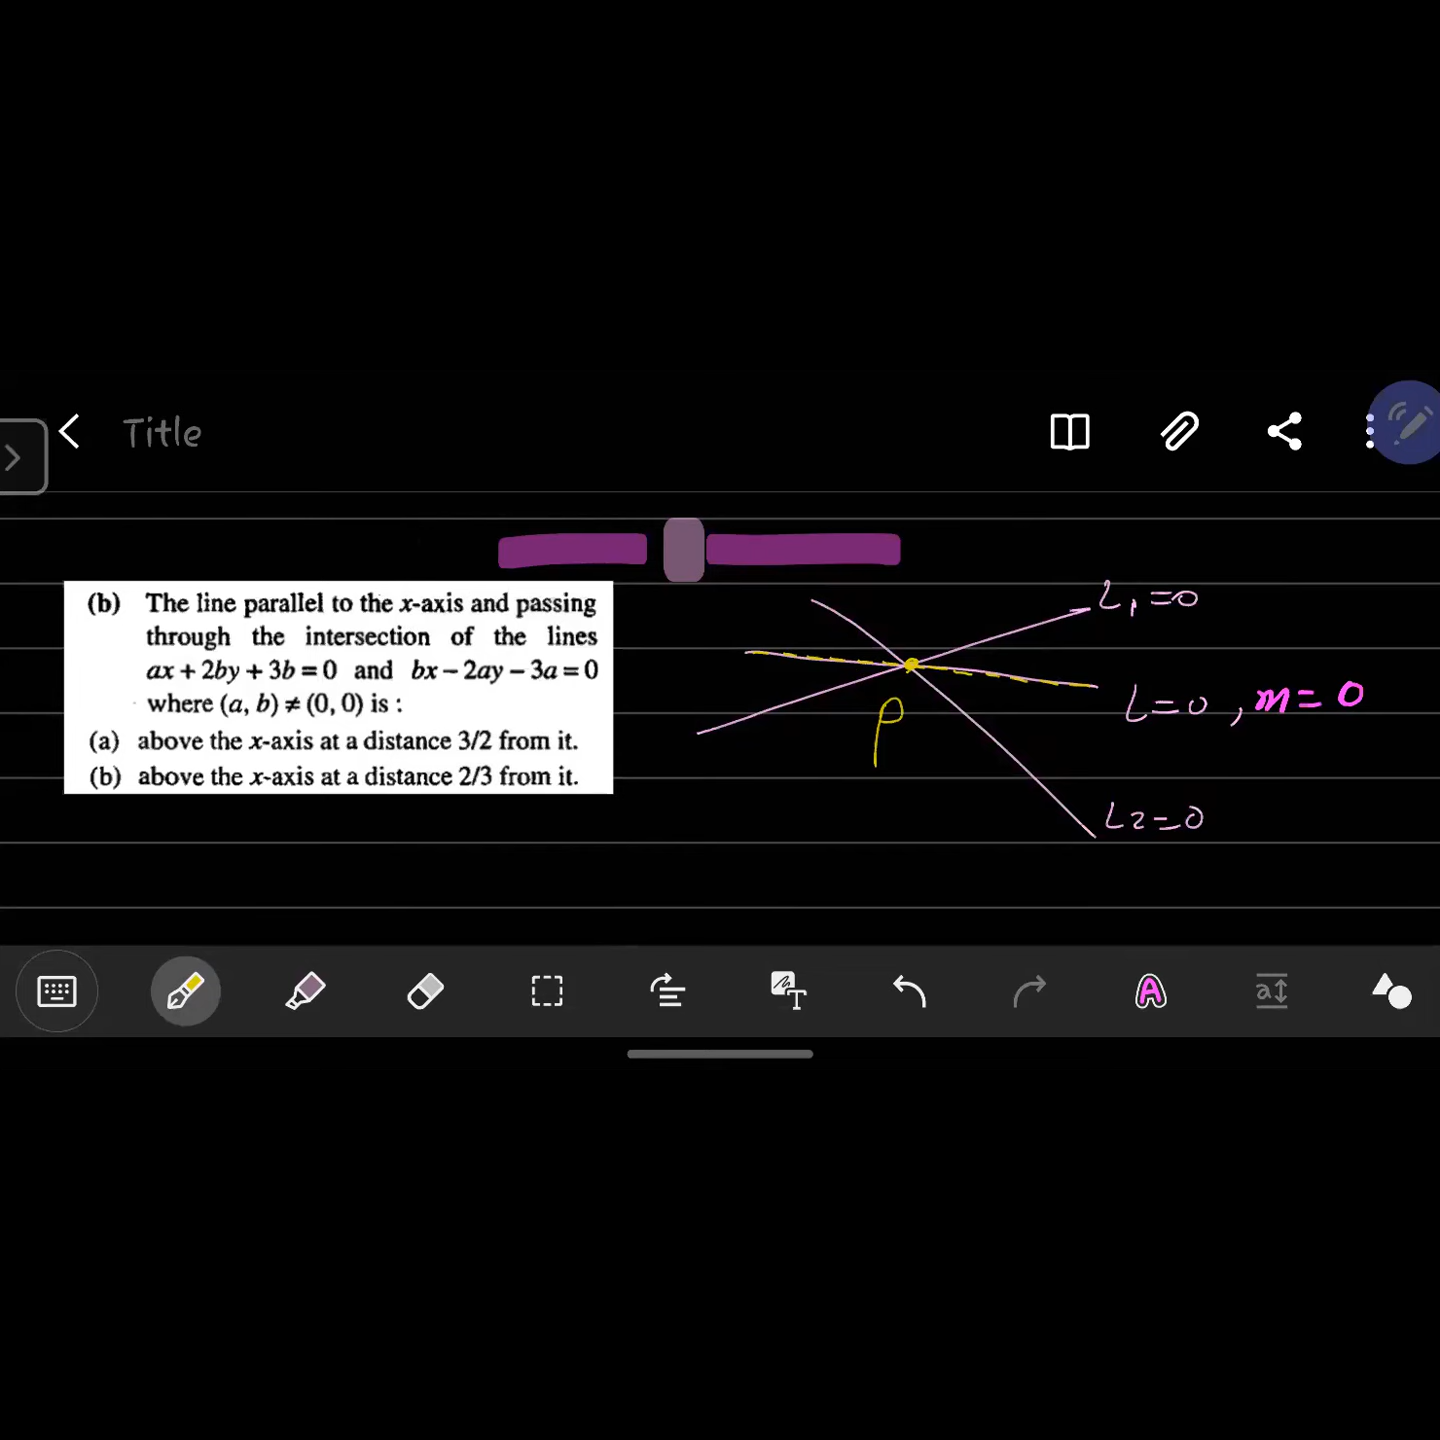 Title
(b) The line parallel to the x-axis and passing
through the intersection of the lines
ax + 2by + 3b = 0 and bx − 2ay − 3a = 0
where (a, b) ≠ (0, 0) is :
(a) above the x-axis at a distance 3/2 from it.
(b) above the x-axis at a distance 2/3 from it.
L1=0
L=0 , m=0
P
L2=0
T
A
a